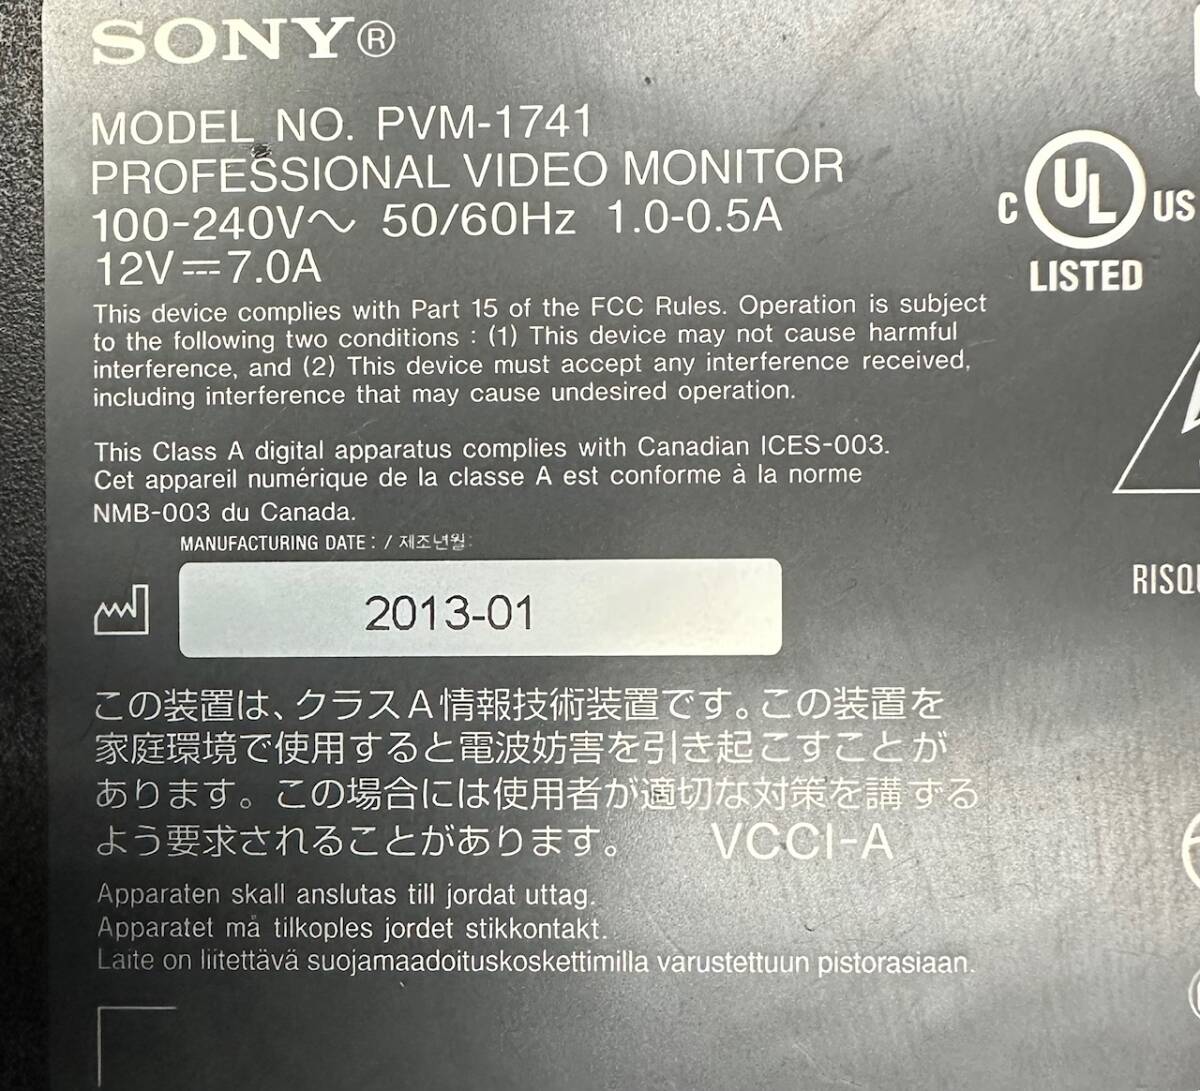 SONY®
MODEL NO. PVM-1741
PROFESSIONAL VIDEO MONITOR
100-240V～ 50/60Hz 1.0-0.5A
12V⎓7.0A
C UL US
LISTED
This device complies with Part 15 of the FCC Rules. Operation is subject
to the following two conditions : (1) This device may not cause harmful
interference, and (2) This device must accept any interference received,
including interference that may cause undesired operation.
This Class A digital apparatus complies with Canadian ICES-003.
Cet appareil numérique de la classe A est conforme à la norme
NMB-003 du Canada.
MANUFACTURING DATE : / 제조년월:
2013-01
この装置は、クラスA情報技術装置です。この装置を
家庭環境で使用すると電波妨害を引き起こすことが
あります。この場合には使用者が適切な対策を講ずる
よう要求されることがあります。 VCCI-A
Apparaten skall anslutas till jordat uttag.
Apparatet må tilkoples jordet stikkontakt.
Laite on liitettävä suojamaadoituskoskettimilla varustettuun pistorasiaan.